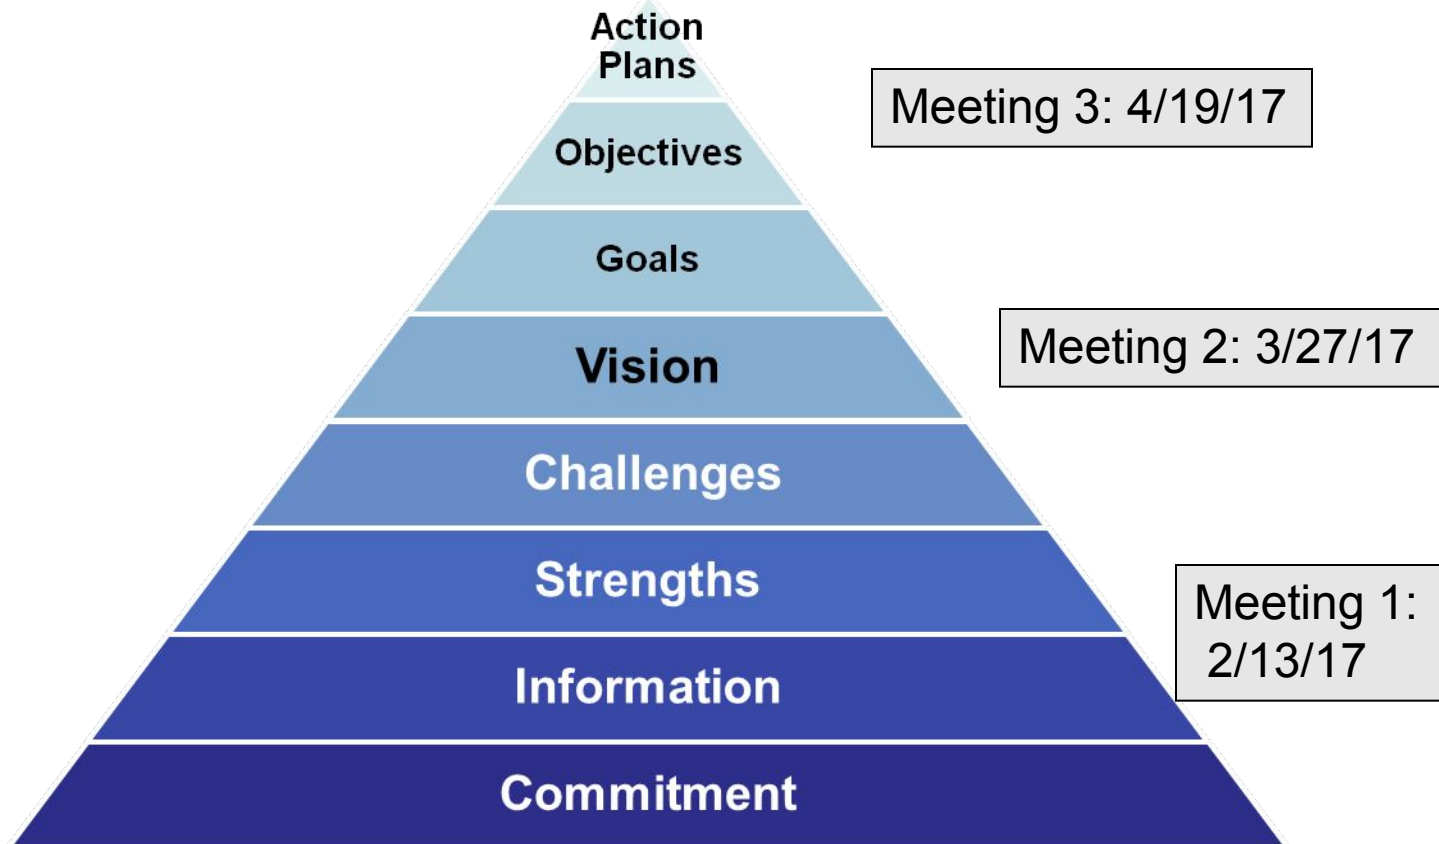 Action
Plans
Meeting 3: 4/19/17
Objectives
Goals
Meeting 2: 3/27/17
Vision
Challenges
Strengths
Meeting 1:
2/13/17
Information
Commitment